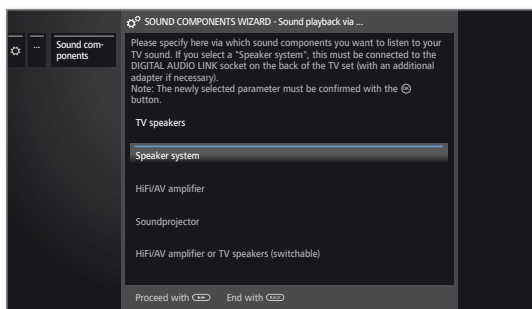 SOUND COMPONENTS WIZARD - Sound playback via ...
... Sound com-
ponents
Please specify here via which sound components you want to listen to your
TV sound. If you select a "Speaker system", this must be connected to the
DIGITAL AUDIO LINK socket on the back of the TV set (with an additional
adapter if necessary).
Note: The newly selected parameter must be confirmed with the OK
button.
TV speakers
Speaker system
HiFi/AV amplifier
Soundprojector
HiFi/AV amplifier or TV speakers (switchable)
Proceed with End with BACK